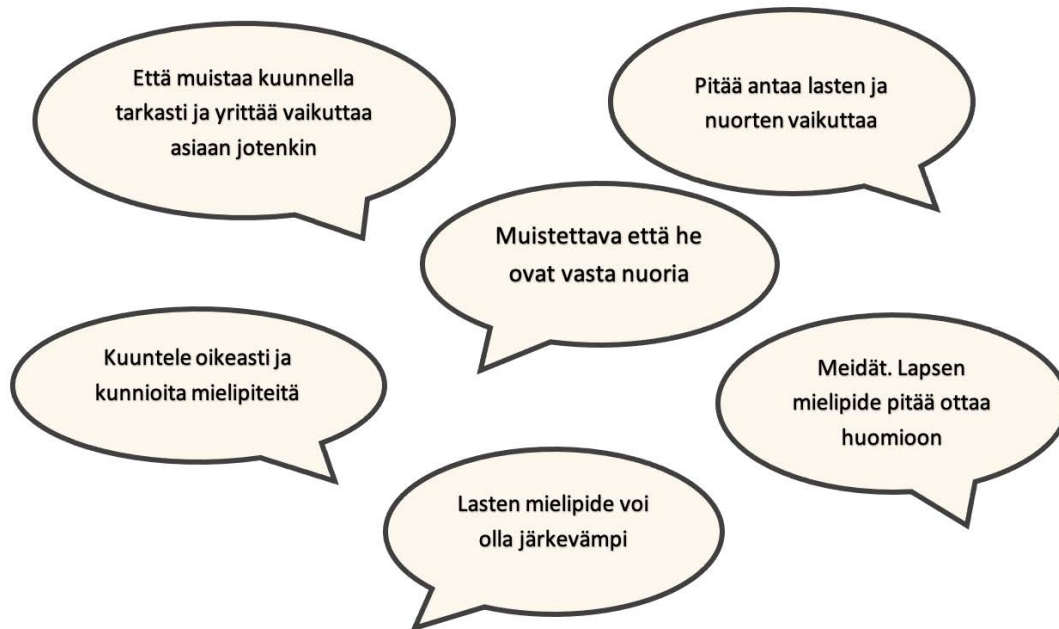 Että muistaa kuunnella
tarkasti ja yrittää vaikuttaa
asiaan jotenkin
Pitää antaa lasten ja
nuorten vaikuttaa
Muistettava että he
ovat vasta nuoria
Kuuntele oikeasti ja
kunnioita mielipiteitä
Meidät. Lapsen
mielipide pitää ottaa
huomioon
Lasten mielipide voi
olla järkevämpi